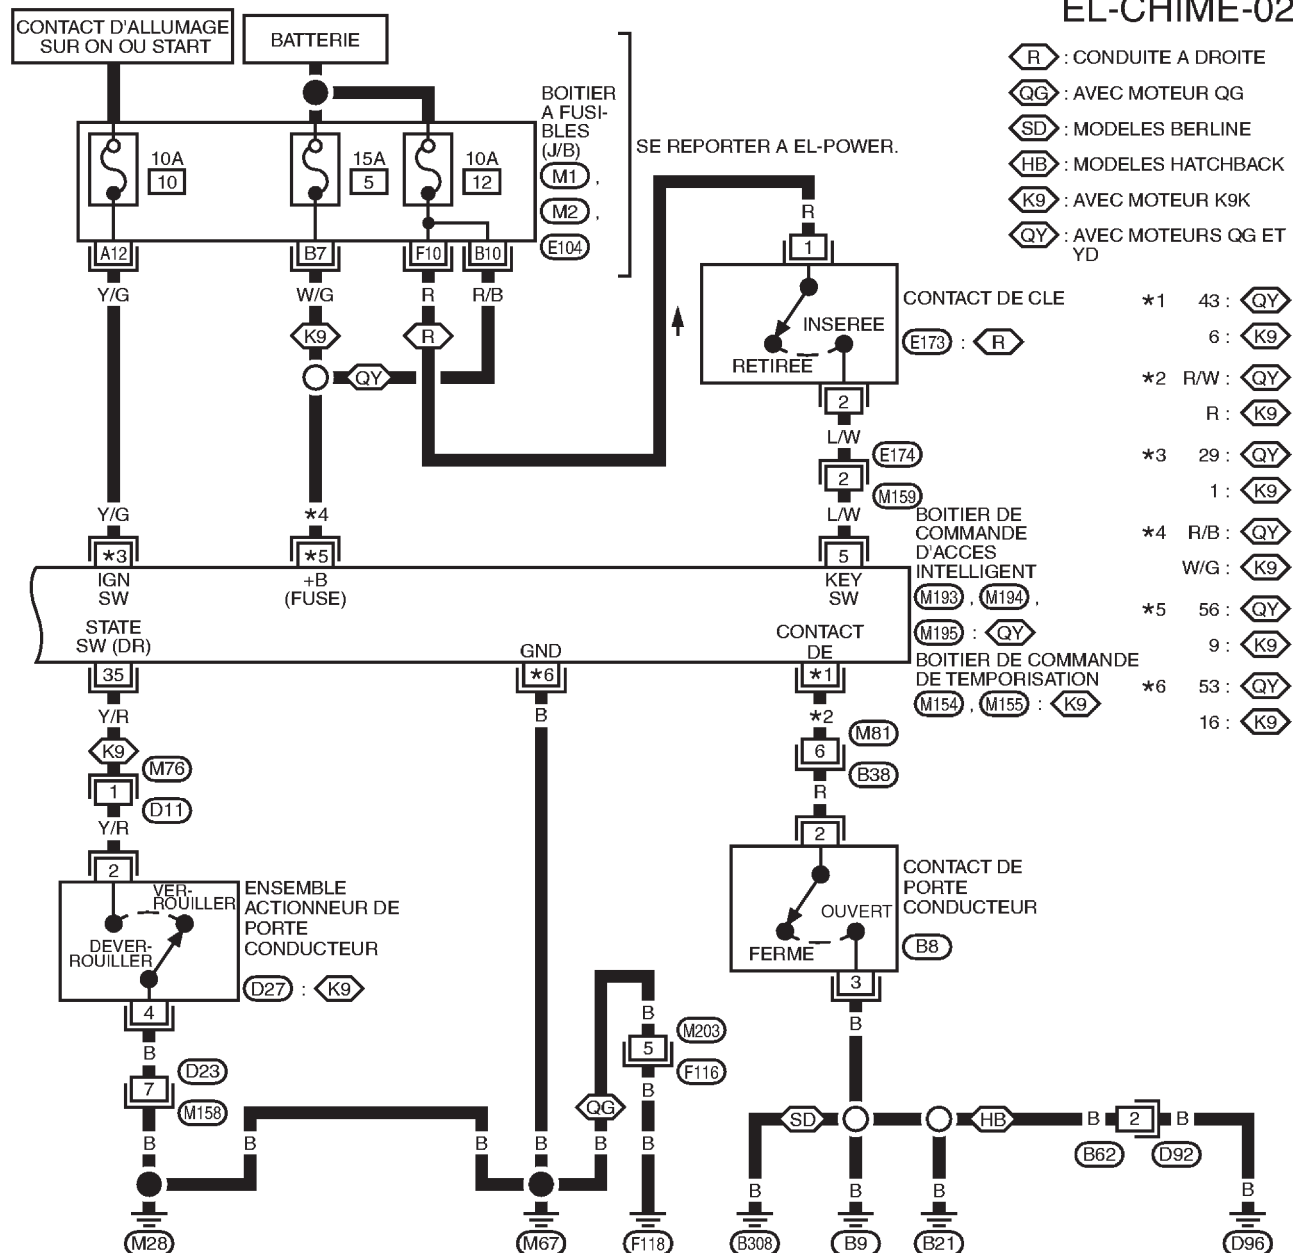 EL-CHIME-02
CONTACT D'ALLUMAGE
SUR ON OU START
BATTERIE
R : CONDUITE A DROITE
QG : AVEC MOTEUR QG
SD : MODELES BERLINE
HB : MODELES HATCHBACK
K9 : AVEC MOTEUR K9K
QY : AVEC MOTEURS QG ET
YD
BOITIER
A FUSI-
BLES
(J/B)
M1 ,
M2 ,
E104
SE REPORTER A EL-POWER.
10A
10
15A
5
10A
12
A12
B7
F10
B10
Y/G
W/G
R
R/B
K9
R
QY
R
1
CONTACT DE CLE
E173 : R
INSEREE
RETIREE
2
L/W
E174
2
M159
L/W
5
*1 43 : QY
6 : K9
*2 R/W : QY
R : K9
*3 29 : QY
1 : K9
*4 R/B : QY
W/G : K9
*5 56 : QY
9 : K9
*6 53 : QY
16 : K9
Y/G
*4
*3
*5
IGN
SW
+B
(FUSE)
KEY
SW
STATE
SW (DR)
GND
CONTACT
DE
BOITIER DE
COMMANDE
D'ACCES
INTELLIGENT
M193 , M194 ,
M195 : QY
BOITIER DE COMMANDE
DE TEMPORISATION
M154 , M155 : K9
35
*6
*1
Y/R
B
*2
K9
M76
1
D11
Y/R
2
M81
6
B38
R
2
VER-
ROUILLER
DEVER-
ROUILLER
ENSEMBLE
ACTIONNEUR DE
PORTE
CONDUCTEUR
D27 : K9
4
B
D23
7
M158
B
CONTACT DE
PORTE
CONDUCTEUR
B8
OUVERT
FERME
3
B
B
M203
5
F116
B
QG
B
B
B
B
B
SD
HB
B
2
B
B62
D92
B
B
B
B
M28
M67
F118
B308
B9
B21
D96